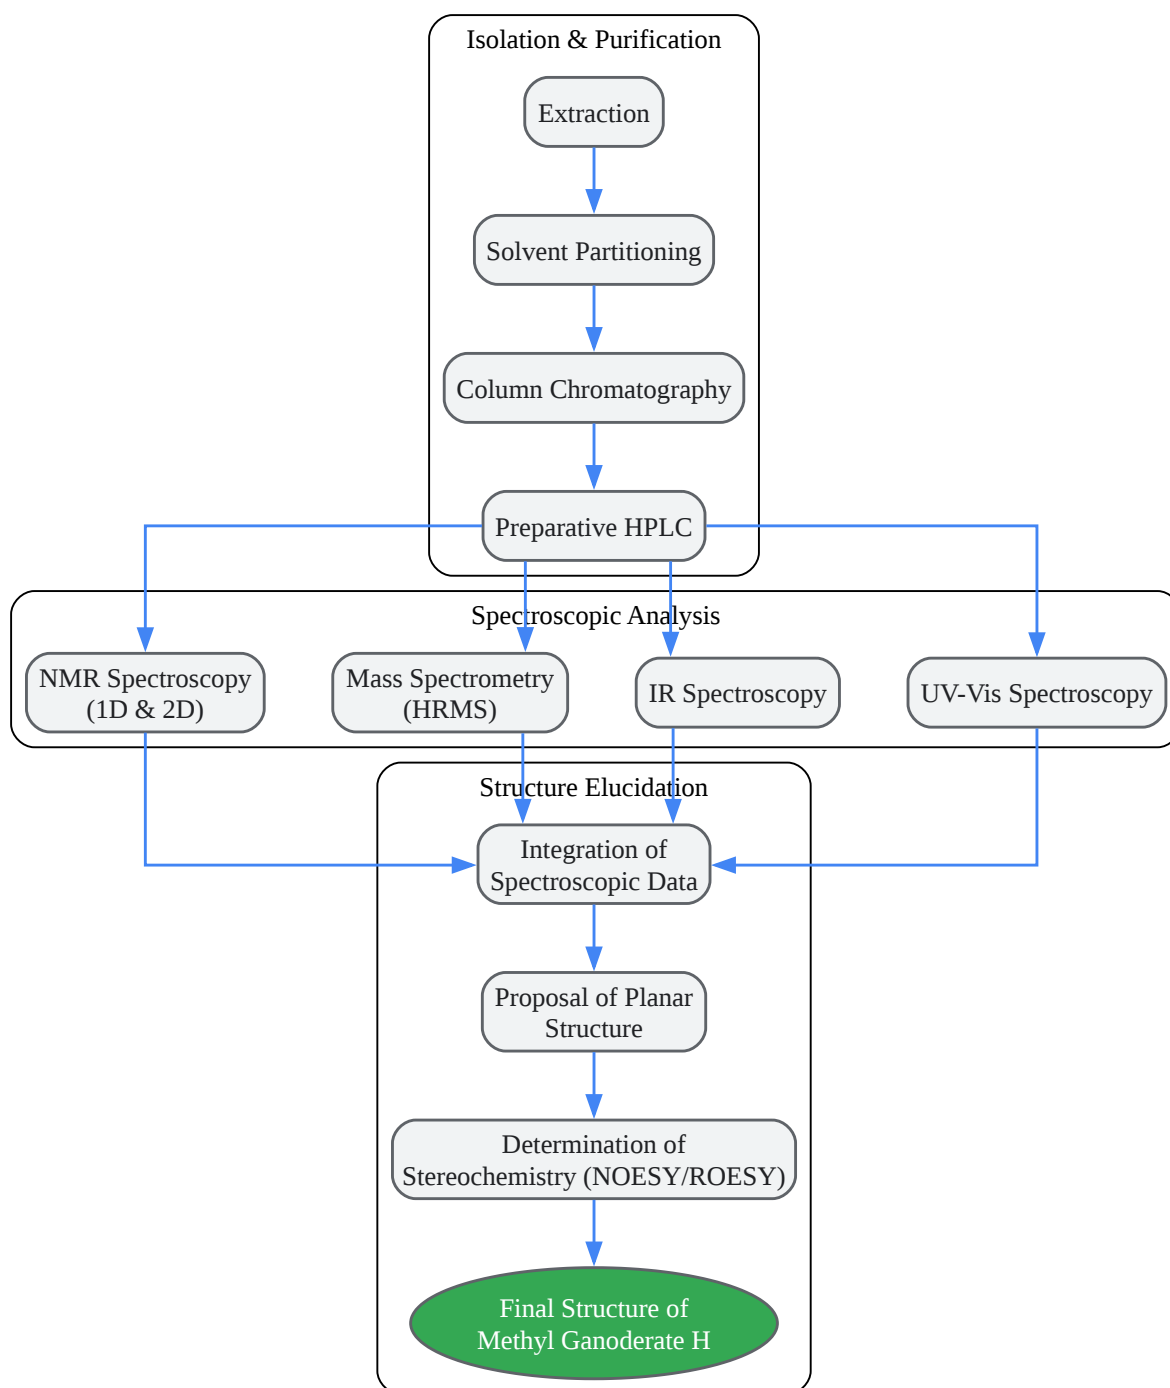 Isolation & Purification
Extraction
Solvent Partitioning
Column Chromatography
Preparative HPLC
Spectroscopic Analysis
NMR Spectroscopy
(1D & 2D)
Mass Spectrometry
(HRMS)
IR Spectroscopy
UV-Vis Spectroscopy
Structure Elucidation
Integration of
Spectroscopic Data
Proposal of Planar
Structure
Determination of
Stereochemistry (NOESY/ROESY)
Final Structure of
Methyl Ganoderate H